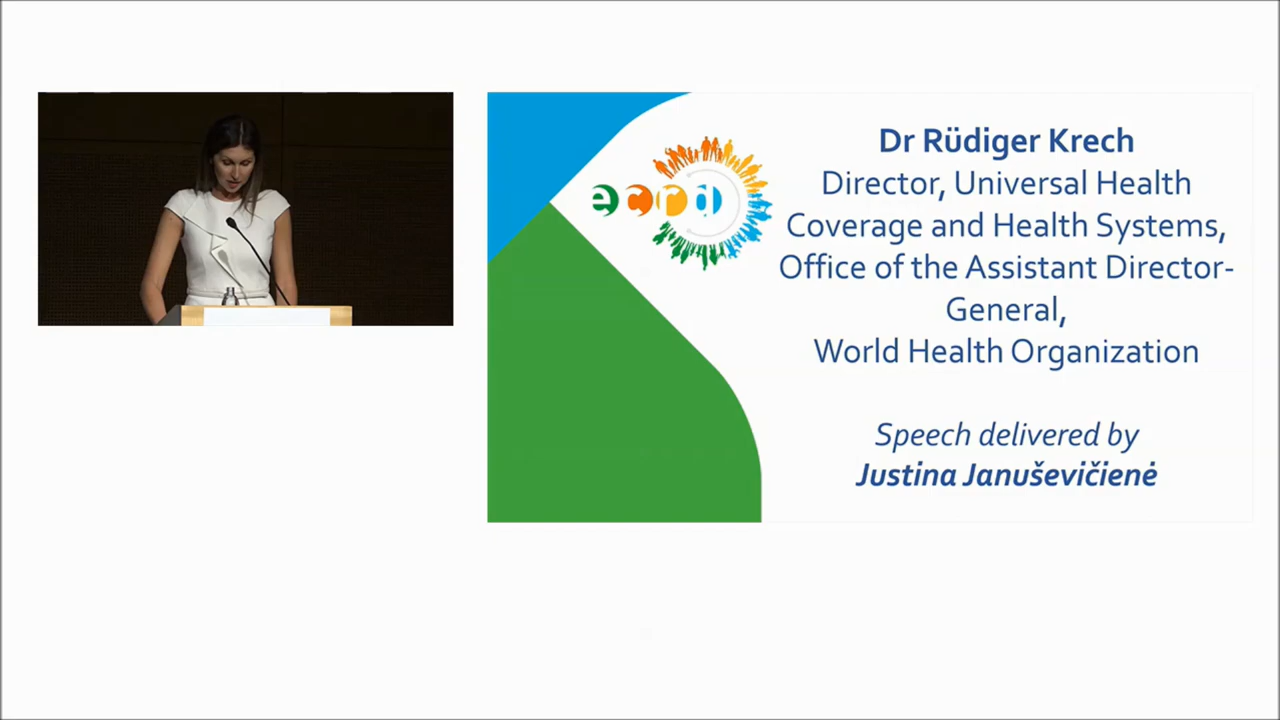 ecra
Dr Rüdiger Krech
Director, Universal Health
Coverage and Health Systems,
Office of the Assistant Director-
General,
World Health Organization
Speech delivered by
Justina Januševičienė